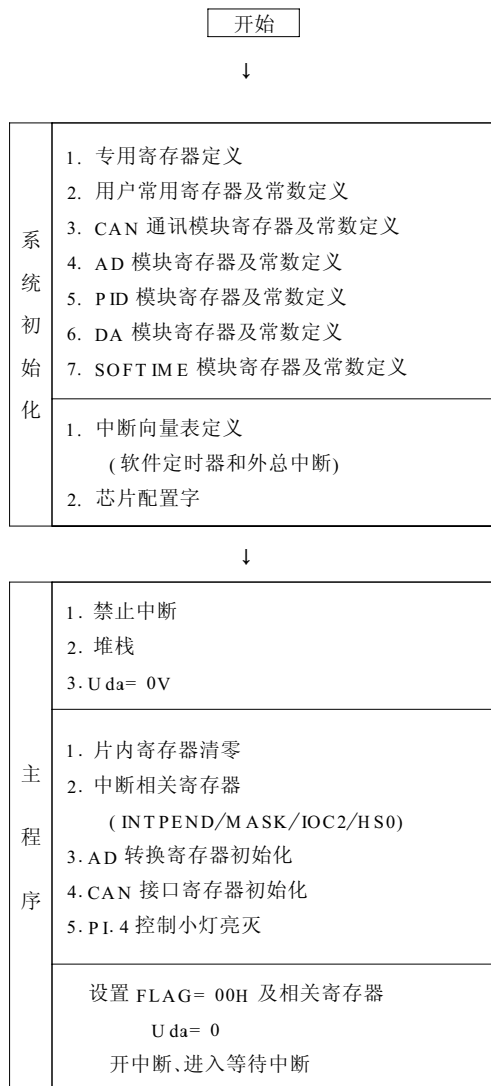 开始
↓
系统初始化
1. 专用寄存器定义
2. 用户常用寄存器及常数定义
3. CAN 通讯模块寄存器及常数定义
4. AD 模块寄存器及常数定义
5. PID 模块寄存器及常数定义
6. DA 模块寄存器及常数定义
7. SOFTIME 模块寄存器及常数定义
1. 中断向量表定义
(软件定时器和外总中断)
2. 芯片配置字
↓
主程序
1. 禁止中断
2. 堆栈
3. Uda= 0V
1. 片内寄存器清零
2. 中断相关寄存器
(INTPEND/MASK/IOC2/HS0)
3. AD 转换寄存器初始化
4. CAN 接口寄存器初始化
5. PI.4 控制小灯亮灭
设置 FLAG= 00H 及相关寄存器
Uda= 0
开中断、进入等待中断